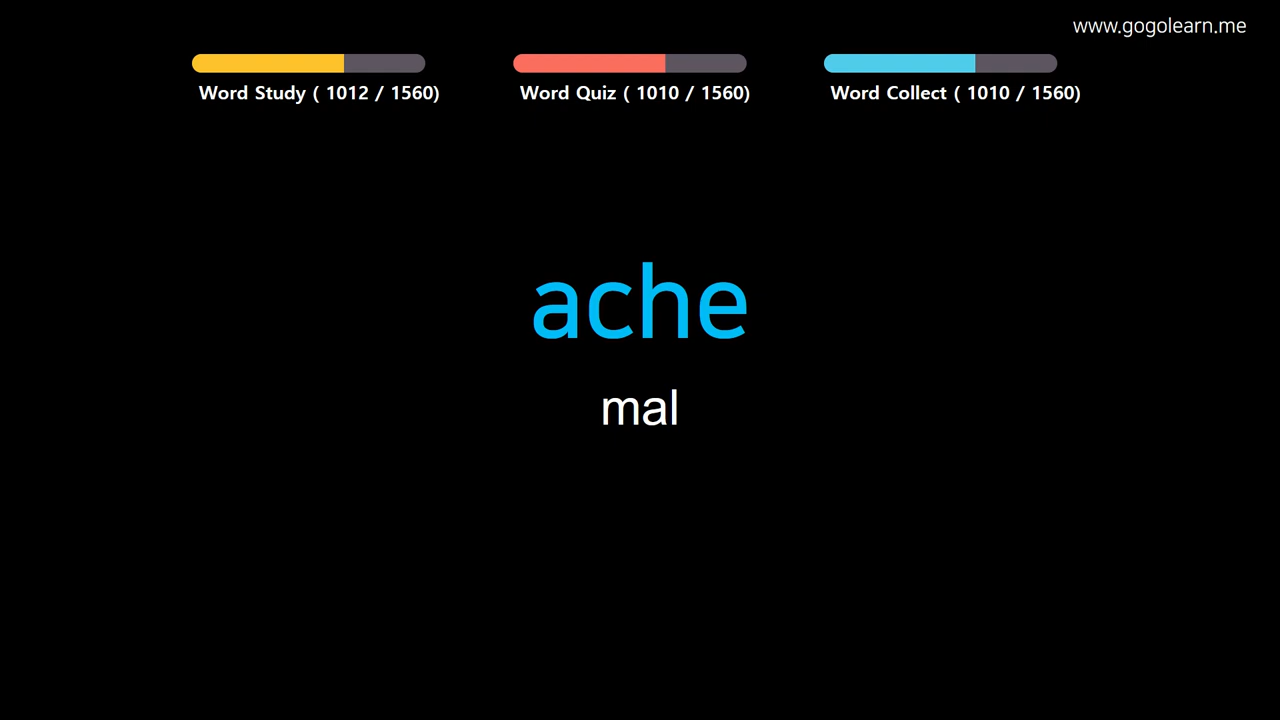 www.gogolearn.me
Word Study ( 1012 / 1560)
Word Quiz ( 1010 / 1560)
Word Collect ( 1010 / 1560)
ache
mal